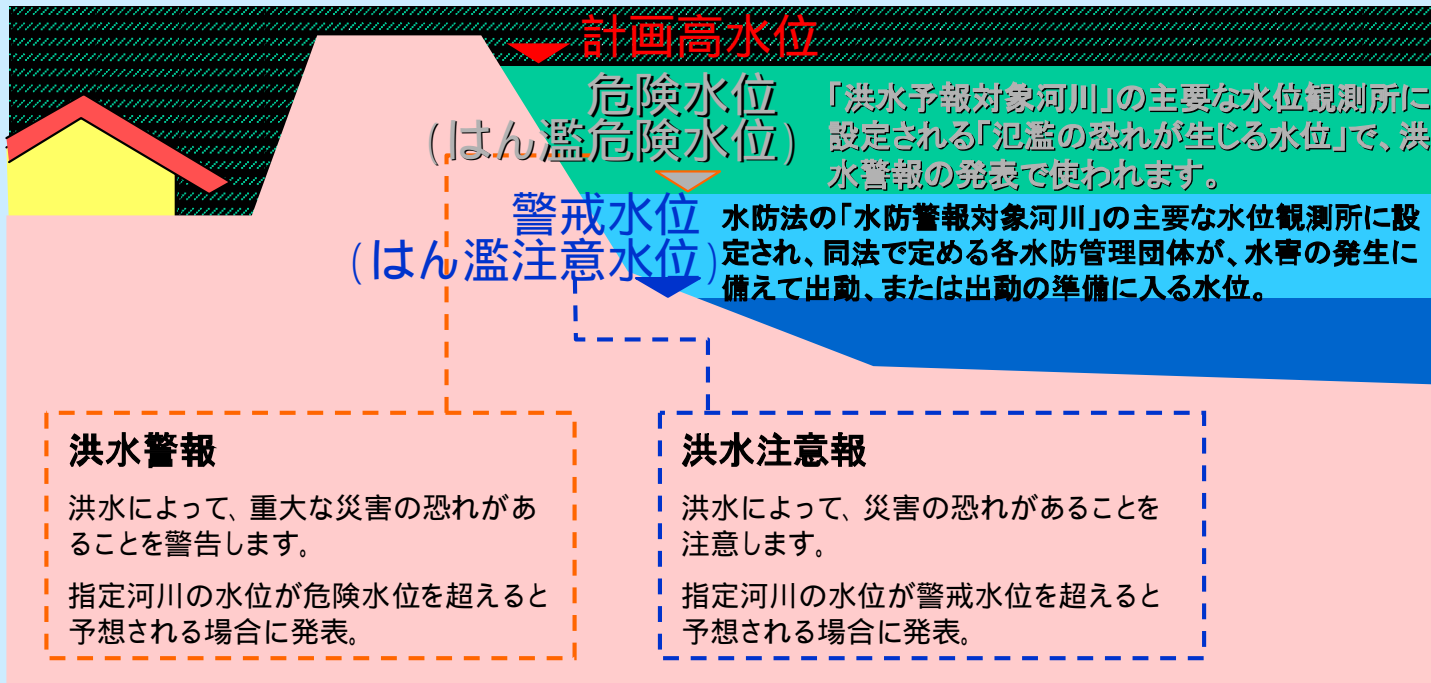 計画高水位
危険水位
(はん濫危険水位)
「洪水予報対象河川」の主要な水位観測所に
設定される「氾濫の恐れが生じる水位」で、洪
水警報の発表で使われます。
警戒水位
(はん濫注意水位)
水防法の「水防警報対象河川」の主要な水位観測所に設
定され、同法で定める各水防管理団体が、水害の発生に
備えて出動、または出動の準備に入る水位。
洪水警報
洪水によって、重大な災害の恐れがあ
ることを警告します。
指定河川の水位が危険水位を超えると
予想される場合に発表。
洪水注意報
洪水によって、災害の恐れがあることを
注意します。
指定河川の水位が警戒水位を超えると
予想される場合に発表。